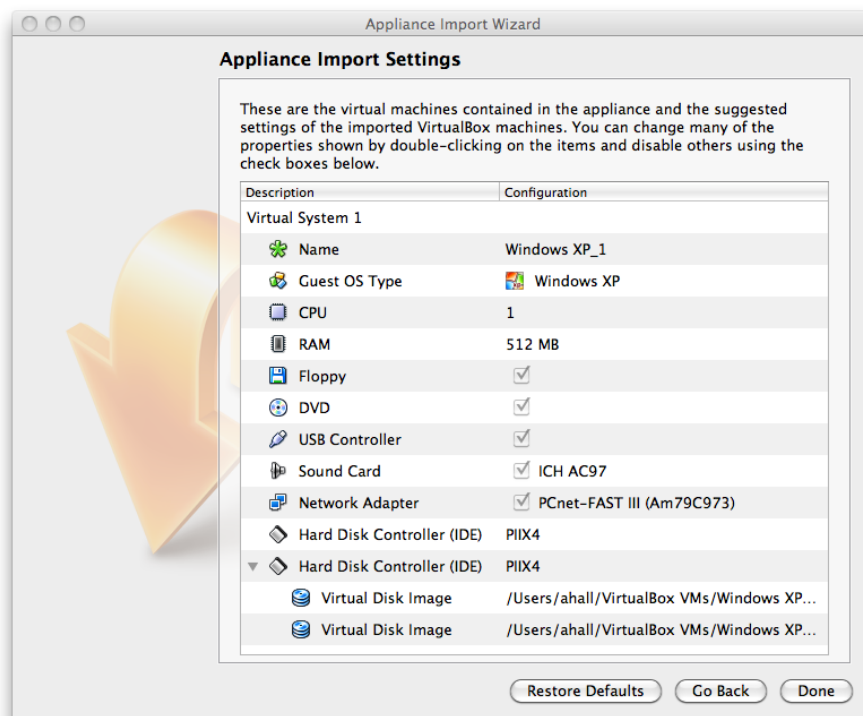 Appliance Import Wizard
Appliance Import Settings
These are the virtual machines contained in the appliance and the suggested
settings of the imported VirtualBox machines. You can change many of the
properties shown by double-clicking on the items and disable others using the
check boxes below.
Description Configuration
Virtual System 1
Name Windows XP_1
Guest OS Type Windows XP
CPU 1
RAM 512 MB
Floppy
DVD
USB Controller
Sound Card ICH AC97
Network Adapter PCnet-FAST III (Am79C973)
Hard Disk Controller (IDE) PIIX4
Hard Disk Controller (IDE) PIIX4
Virtual Disk Image /Users/ahall/VirtualBox VMs/Windows XP...
Virtual Disk Image /Users/ahall/VirtualBox VMs/Windows XP...
Restore Defaults Go Back Done